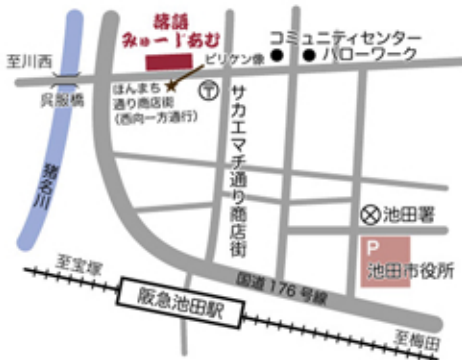 落語
みゅーじあむ
コミュニティセンター
ハローワーク
ビリケン像
至川西
呉服橋
ほんまち
通り商店街
(西向一方通行)
〒
サカエマチ通り商店街
猪名川
池田署
P
池田市役所
国道176号線
至宝塚
阪急池田駅
至梅田